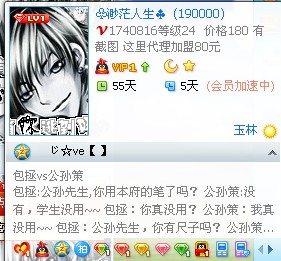 LV1
♧渺茫人生♣ (190000)
1740816等级24 价格180 有
截图 这里代理加盟80元
VIP1
55天 5天 (会员加速中)
玉林
ジ☆ve【 】
包拯vs公孙策
包拯:公孙先生,你用本府的笔了吗? 公孙策:没
有，学生没用~~ 包拯：你真没用? 公孙策：我真
没用~~ 包拯：公孙先生，你有尺子吗? 公孙策...